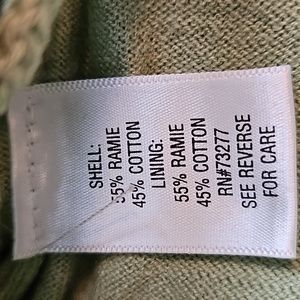 SHELL:
55% RAMIE
45% COTTON
LINING:
55% RAMIE
45% COTTON
RN#73277
SEE REVERSE
FOR CARE